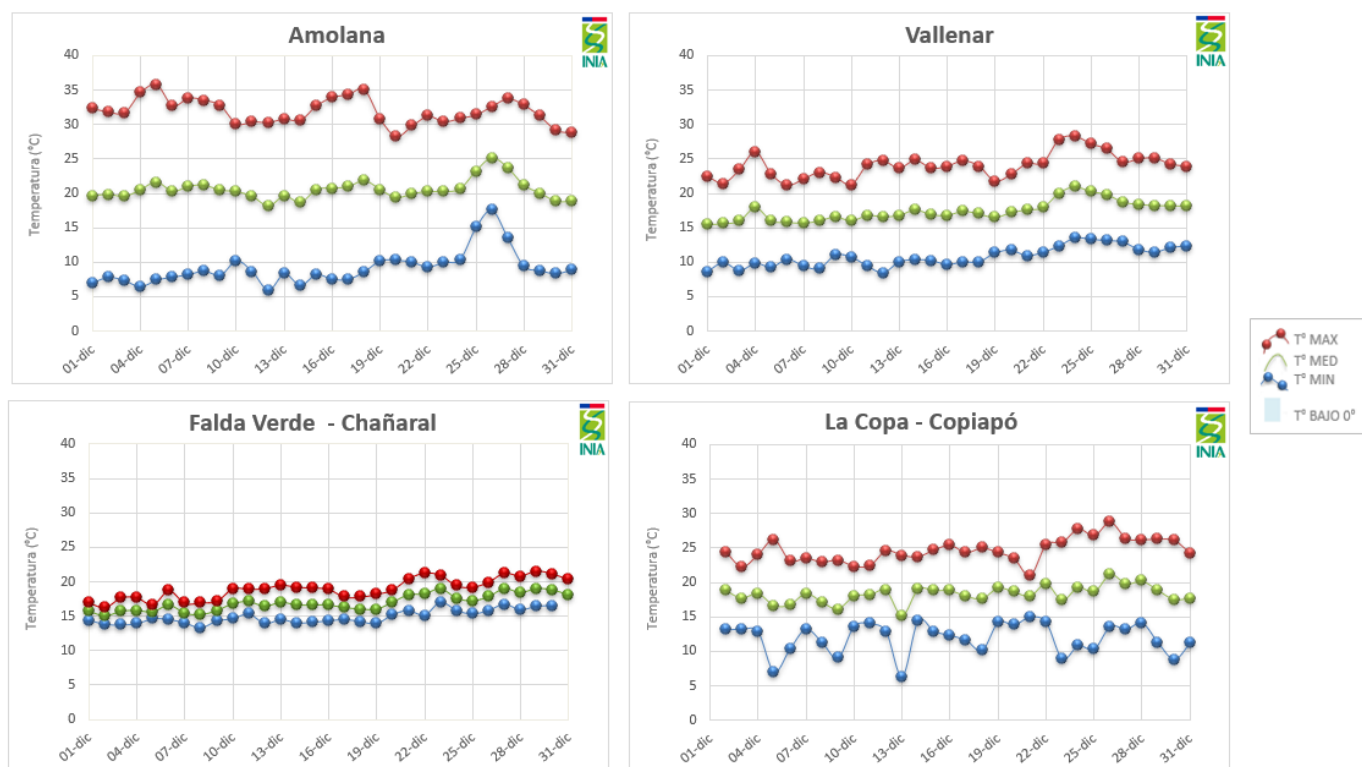 Amolana
INIA
Temperatura (°C)
40
35
30
25
20
15
10
5
0
01-dic
04-dic
07-dic
10-dic
13-dic
16-dic
19-dic
22-dic
25-dic
28-dic
31-dic
Vallenar
INIA
Temperatura (°C)
40
35
30
25
20
15
10
5
0
01-dic
04-dic
07-dic
10-dic
13-dic
16-dic
19-dic
22-dic
25-dic
28-dic
31-dic
T° MAX
T° MED
T° MIN
T° BAJO 0°
Falda Verde - Chañaral
INIA
Temperatura (°C)
40
35
30
25
20
15
10
5
0
01-dic
04-dic
07-dic
10-dic
13-dic
16-dic
19-dic
22-dic
25-dic
28-dic
31-dic
La Copa - Copiapó
INIA
Temperatura (°C)
40
35
30
25
20
15
10
5
0
01-dic
04-dic
07-dic
10-dic
13-dic
16-dic
19-dic
22-dic
25-dic
28-dic
31-dic